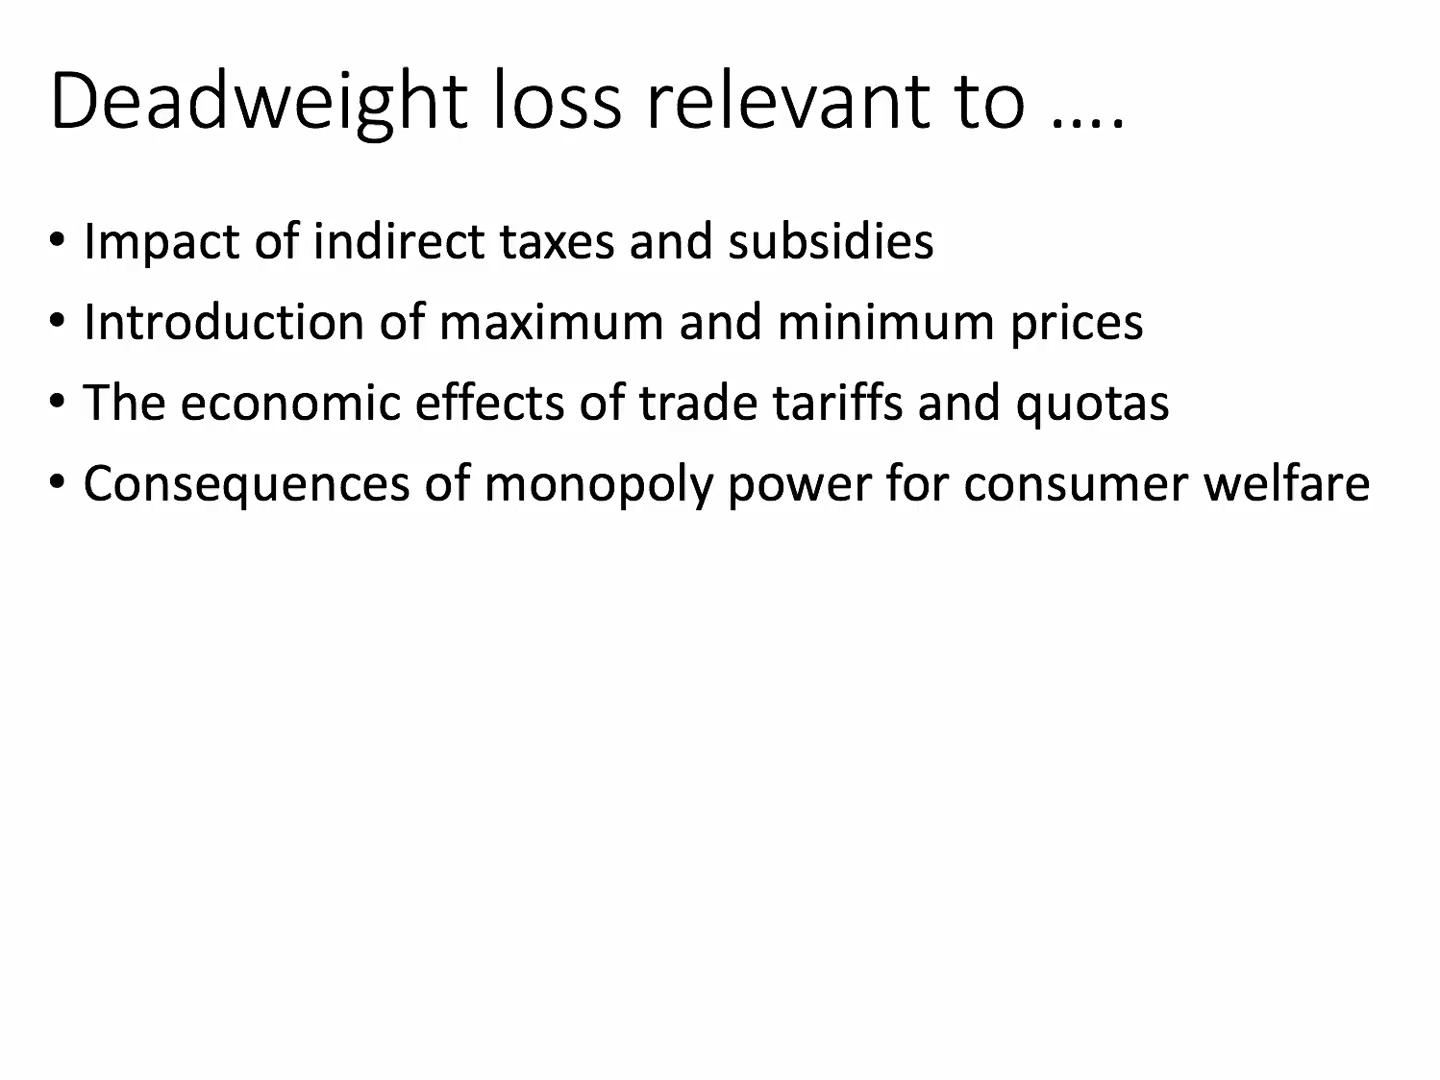 Deadweight loss relevant to ….
• Impact of indirect taxes and subsidies
• Introduction of maximum and minimum prices
• The economic effects of trade tariffs and quotas
• Consequences of monopoly power for consumer welfare